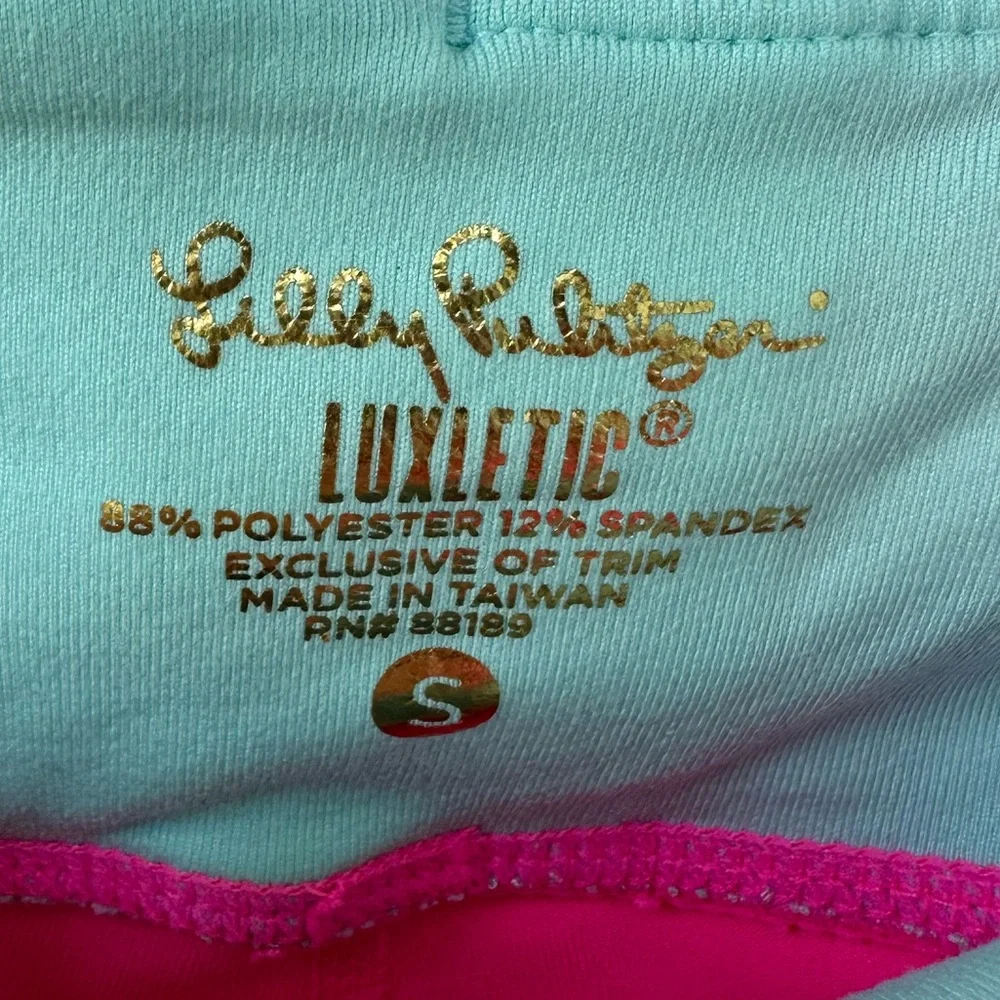 Lilly Pulitzer
LUXLETIC®
88% POLYESTER 12% SPANDEX
EXCLUSIVE OF TRIM
MADE IN TAIWAN
RN# 88189
S